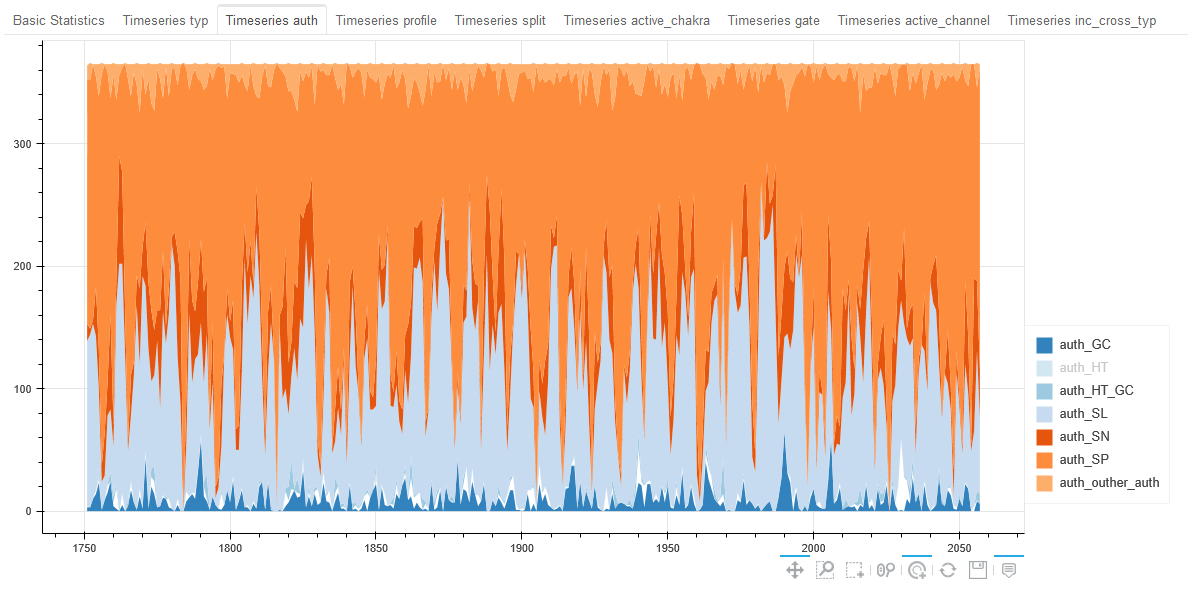 Basic Statistics Timeseries typ Timeseries auth Timeseries profile Timeseries split Timeseries active_chakra Timeseries gate Timeseries active_channel Timeseries inc_cross_typ
300
200
100
0
1750 1800 1850 1900 1950 2000 2050
auth_GC
auth_HT
auth_HT_GC
auth_SL
auth_SN
auth_SP
auth_outher_auth